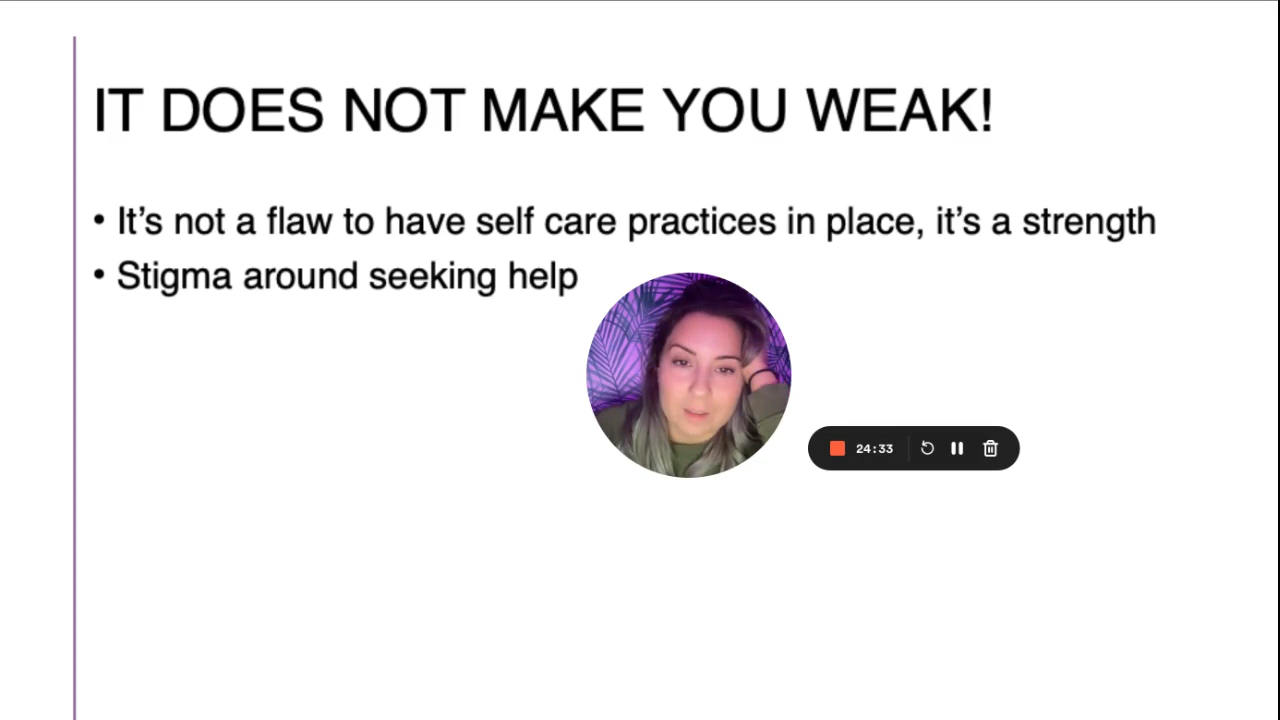 IT DOES NOT MAKE YOU WEAK!
• It’s not a flaw to have self care practices in place, it’s a strength
• Stigma around seeking help
24:33